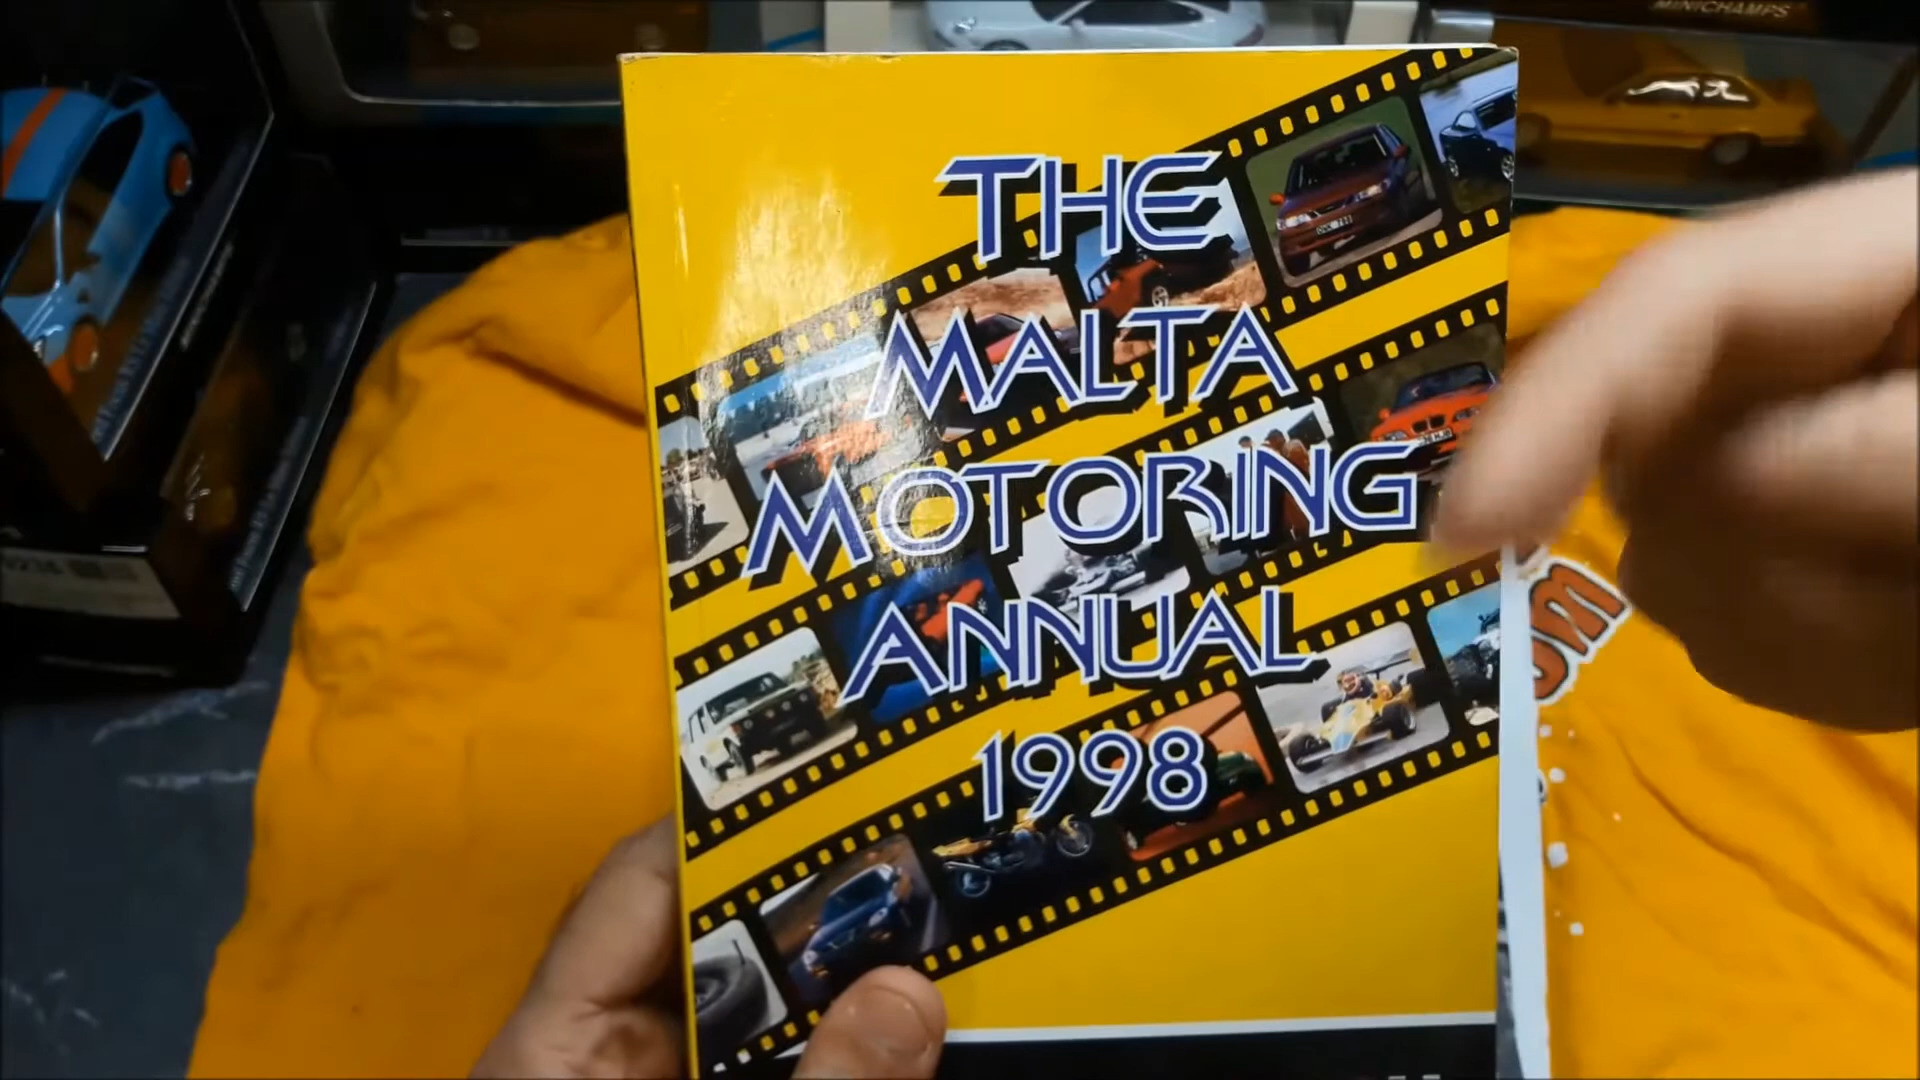 MINICHAMPS
THE
MALTA
MOTORING
ANNUAL
1998